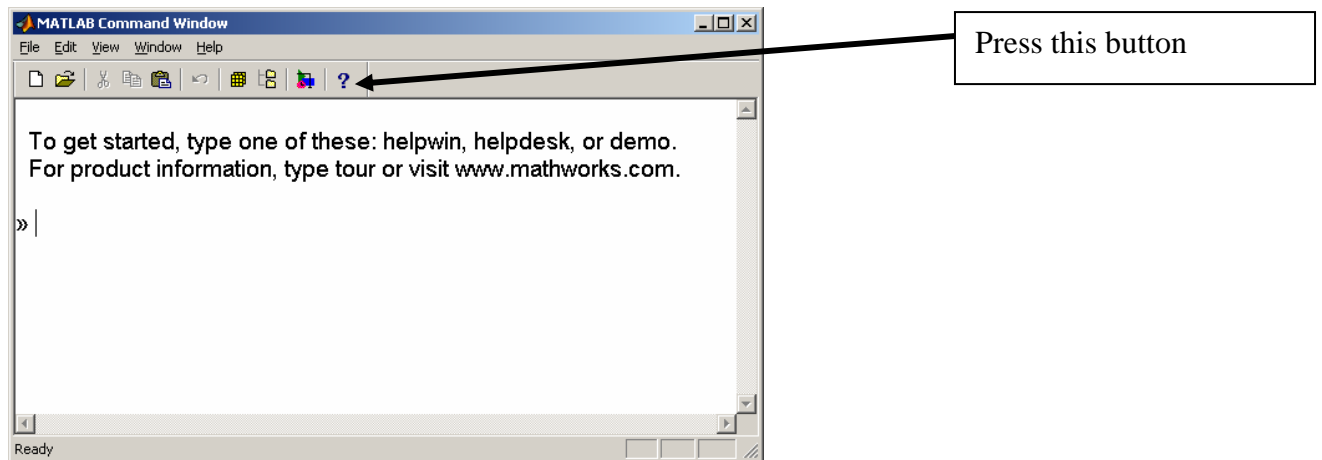 MATLAB Command Window
File Edit View Window Help
?
Press this button
To get started, type one of these: helpwin, helpdesk, or demo.
For product information, type tour or visit www.mathworks.com.
»
Ready